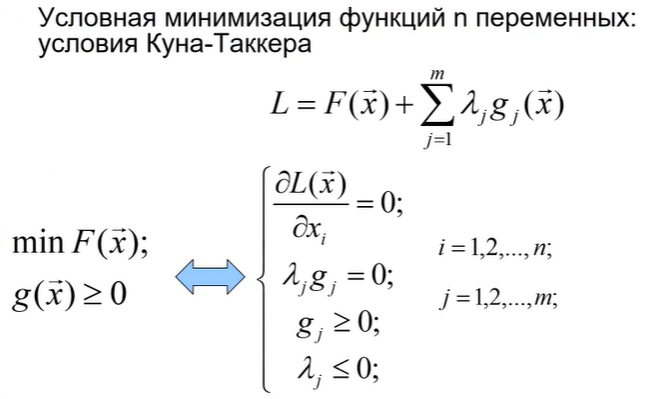 Условная минимизация функций n переменных:
условия Куна-Таккера
L = F(x⃗) + ∑_{j=1}^{m} λ_j g_j(x⃗)
min F(x⃗);
g(x⃗) ≥ 0
∂L(x⃗)/∂x_i = 0;
λ_j g_j = 0;
g_j ≥ 0;
λ_j ≤ 0;
i = 1,2,..., n;
j = 1,2,..., m;